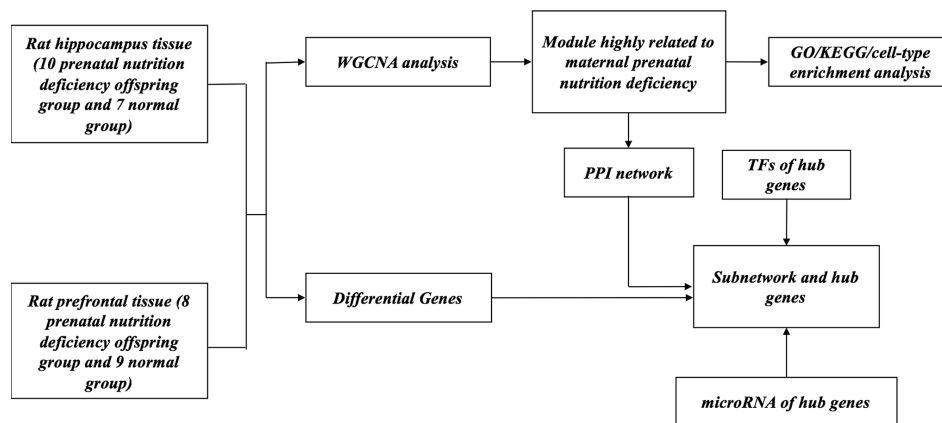 Rat hippocampus tissue
(10 prenatal nutrition
deficiency offspring
group and 7 normal
group)
WGCNA analysis
Module highly related to
maternal prenatal
nutrition deficiency
GO/KEGG/cell-type
enrichment analysis
PPI network
TFs of hub
genes
Rat prefrontal tissue (8
prenatal nutrition
deficiency offspring
group and 9 normal
group)
Differential Genes
Subnetwork and hub
genes
microRNA of hub genes